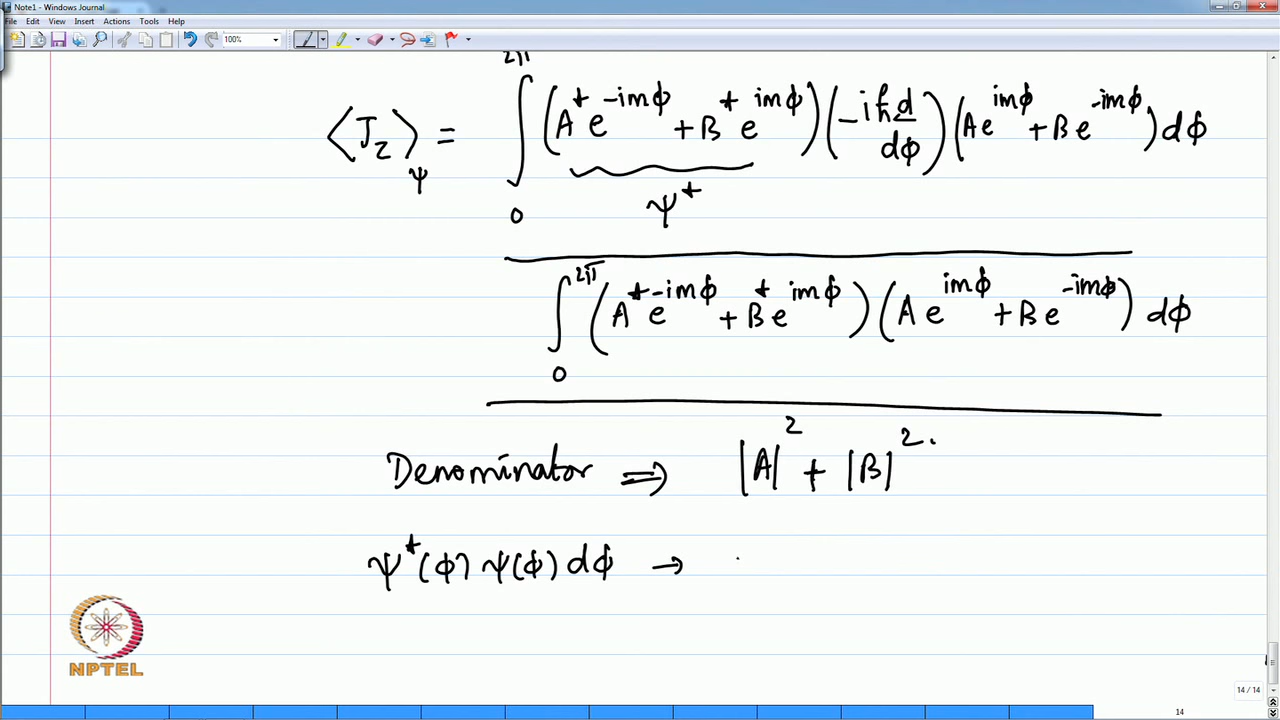 Note1 - Windows Journal
File Edit View Insert Actions Tools Help
100%
⟨J_z⟩_ψ = ∫_0^{2π} (A* e^{-imφ} + B* e^{imφ}) (-iħ d/dφ) (A e^{imφ} + B e^{-imφ}) dφ
ψ*
∫_0^{2π} (A* e^{-imφ} + B* e^{imφ}) (A e^{imφ} + B e^{-imφ}) dφ
Denominator ⟹ |A|² + |B|².
ψ*(φ) ψ(φ) dφ →
NPTEL
14 / 14
14